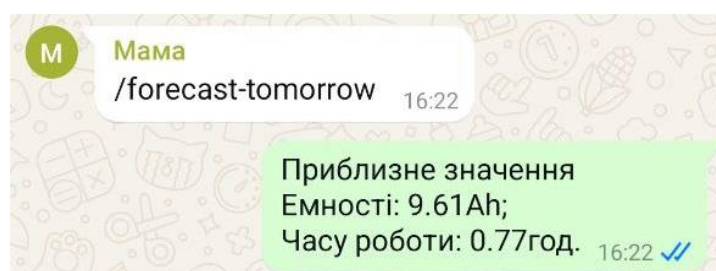 М
Мама
/forecast-tomorrow 16:22
Приблизне значення
Емності: 9.61Ah;
Часу роботи: 0.77год. 16:22